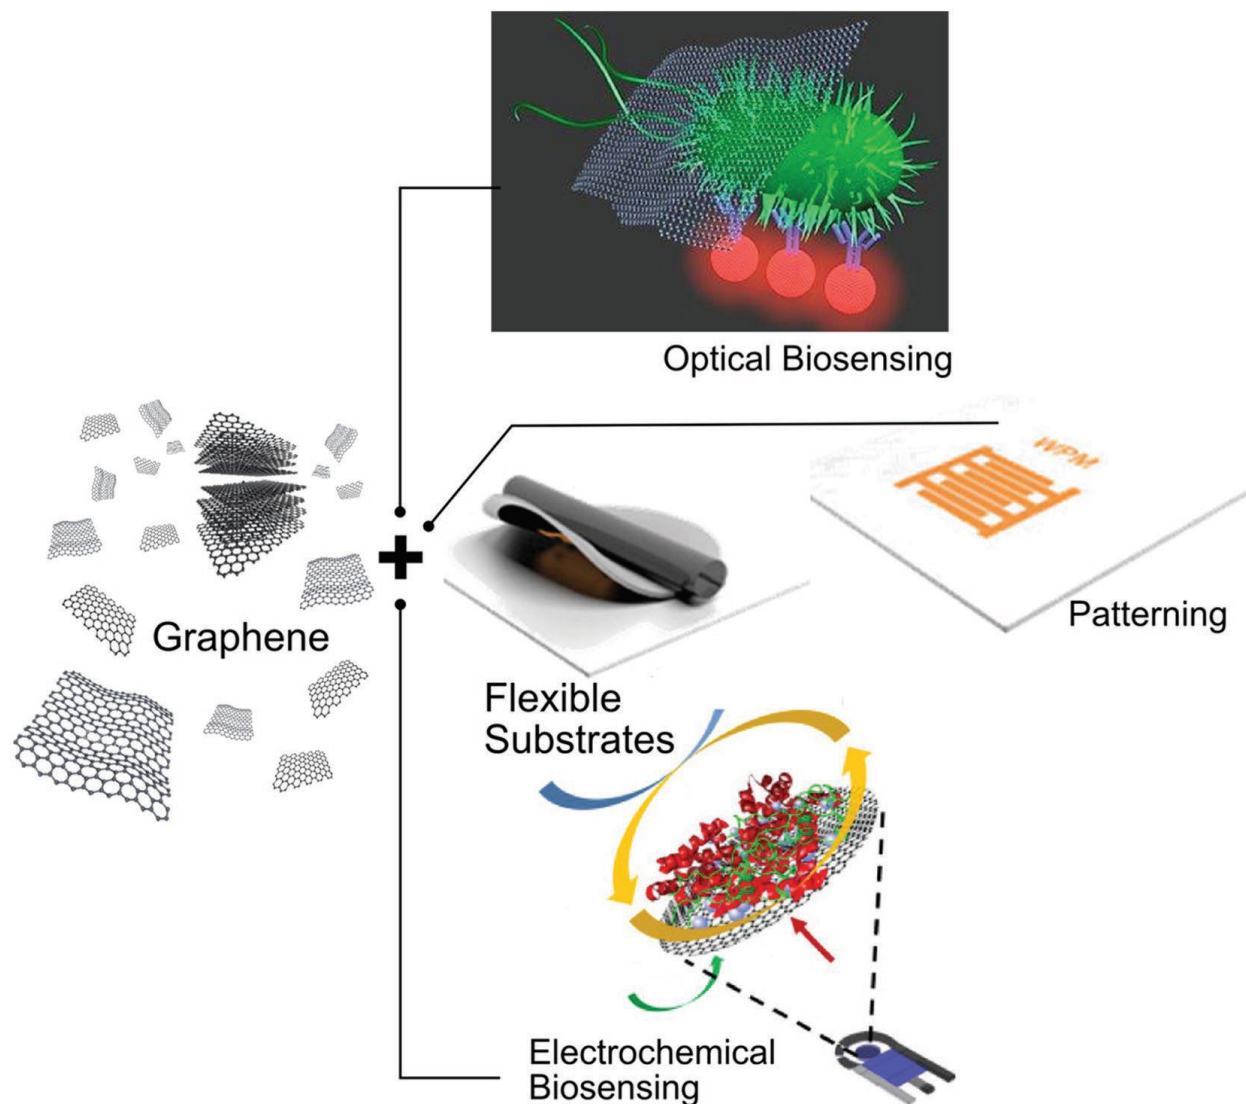 Optical Biosensing
WPM
Patterning
Graphene
Flexible
Substrates
Electrochemical
Biosensing